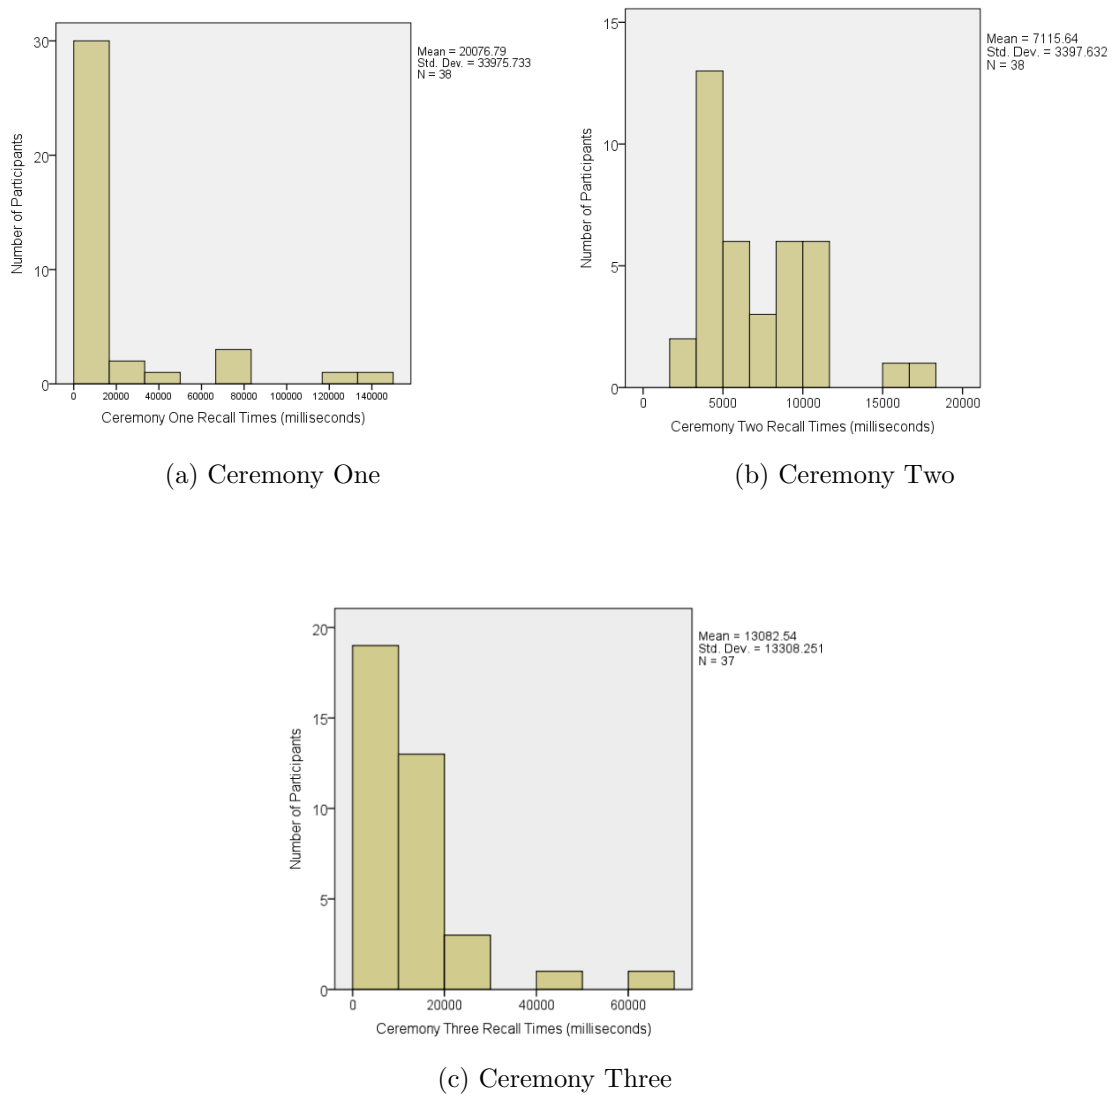 Mean = 20076.79
Std. Dev. = 33975.733
N = 38
Number of Participants
30
20
10
0
0 20000 40000 60000 80000 100000 120000 140000
Ceremony One Recall Times (milliseconds)
(a) Ceremony One
Mean = 7115.64
Std. Dev. = 3397.632
N = 38
Number of Participants
15
10
5
0
0 5000 10000 15000 20000
Ceremony Two Recall Times (milliseconds)
(b) Ceremony Two
Mean = 13082.54
Std. Dev. = 13308.251
N = 37
Number of Participants
20
15
10
5
0
0 20000 40000 60000
Ceremony Three Recall Times (milliseconds)
(c) Ceremony Three